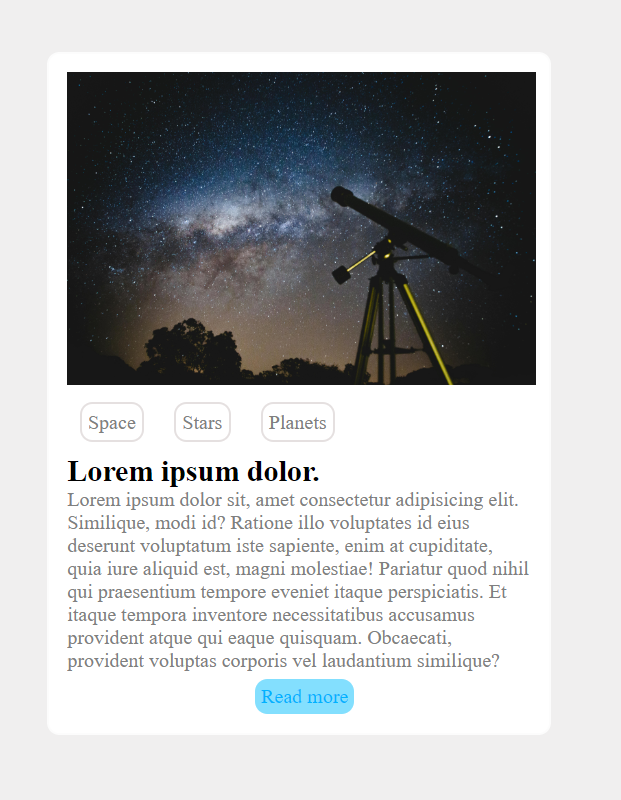 Space Stars Planets
Lorem ipsum dolor.
Lorem ipsum dolor sit, amet consectetur adipisicing elit.
Similique, modi id? Ratione illo voluptates id eius
deserunt voluptatum iste sapiente, enim at cupiditate,
quia iure aliquid est, magni molestiae! Pariatur quod nihil
qui praesentium tempore eveniet itaque perspiciatis. Et
itaque tempora inventore necessitatibus accusamus
provident atque qui eaque quisquam. Obcaecati,
provident voluptas corporis vel laudantium similique?
Read more